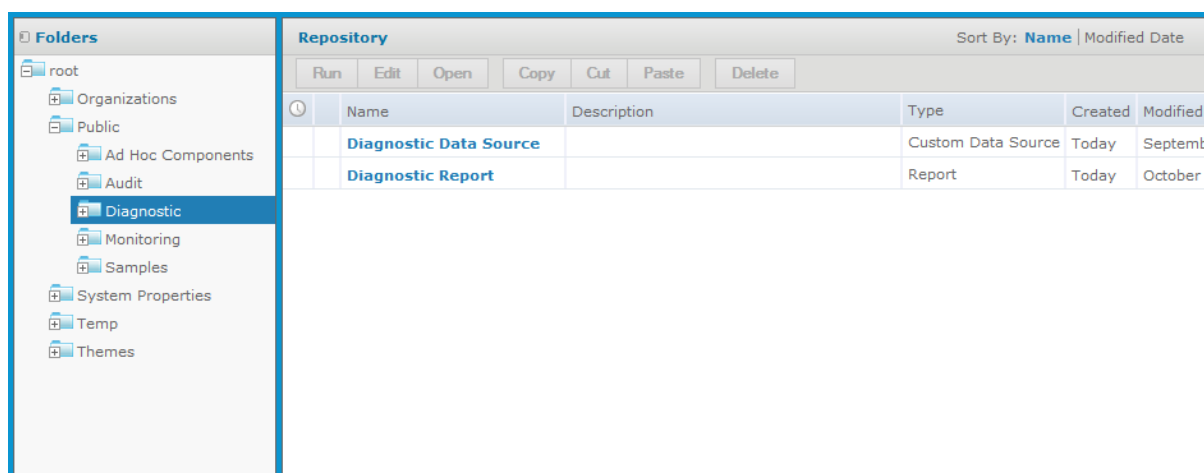 Folders
root
Organizations
Public
Ad Hoc Components
Audit
Diagnostic
Monitoring
Samples
System Properties
Temp
Themes
Repository
Sort By: Name | Modified Date
Run Edit Open Copy Cut Paste Delete
Name Description Type Created Modified
Diagnostic Data Source Custom Data Source Today Septemb
Diagnostic Report Report Today October